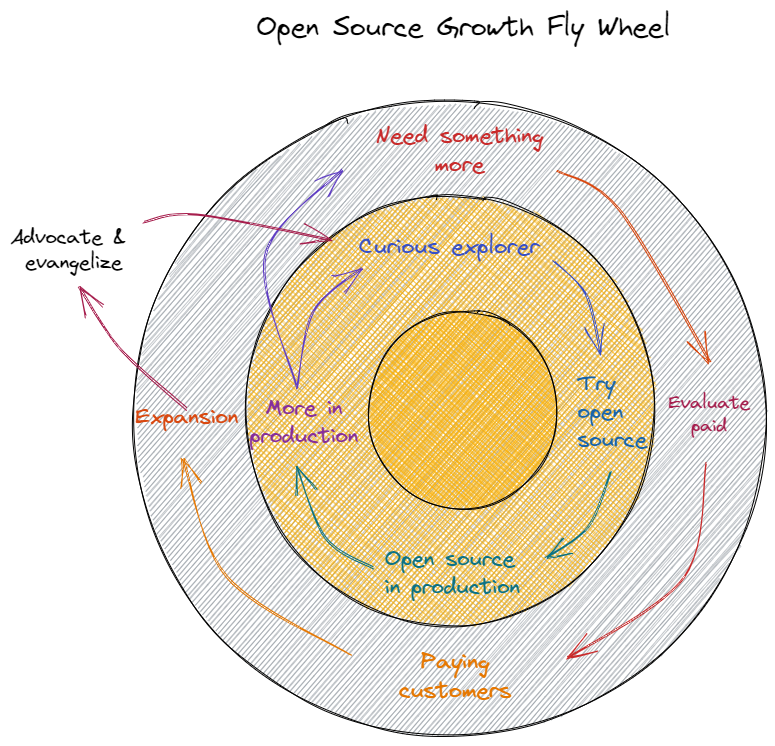 Open Source Growth Fly Wheel
Need something
more
Advocate &
evangelize
Curious explorer
Try
open
source
Evaluate
paid
More in
production
Expansion
Open source
in production
Paying
customers